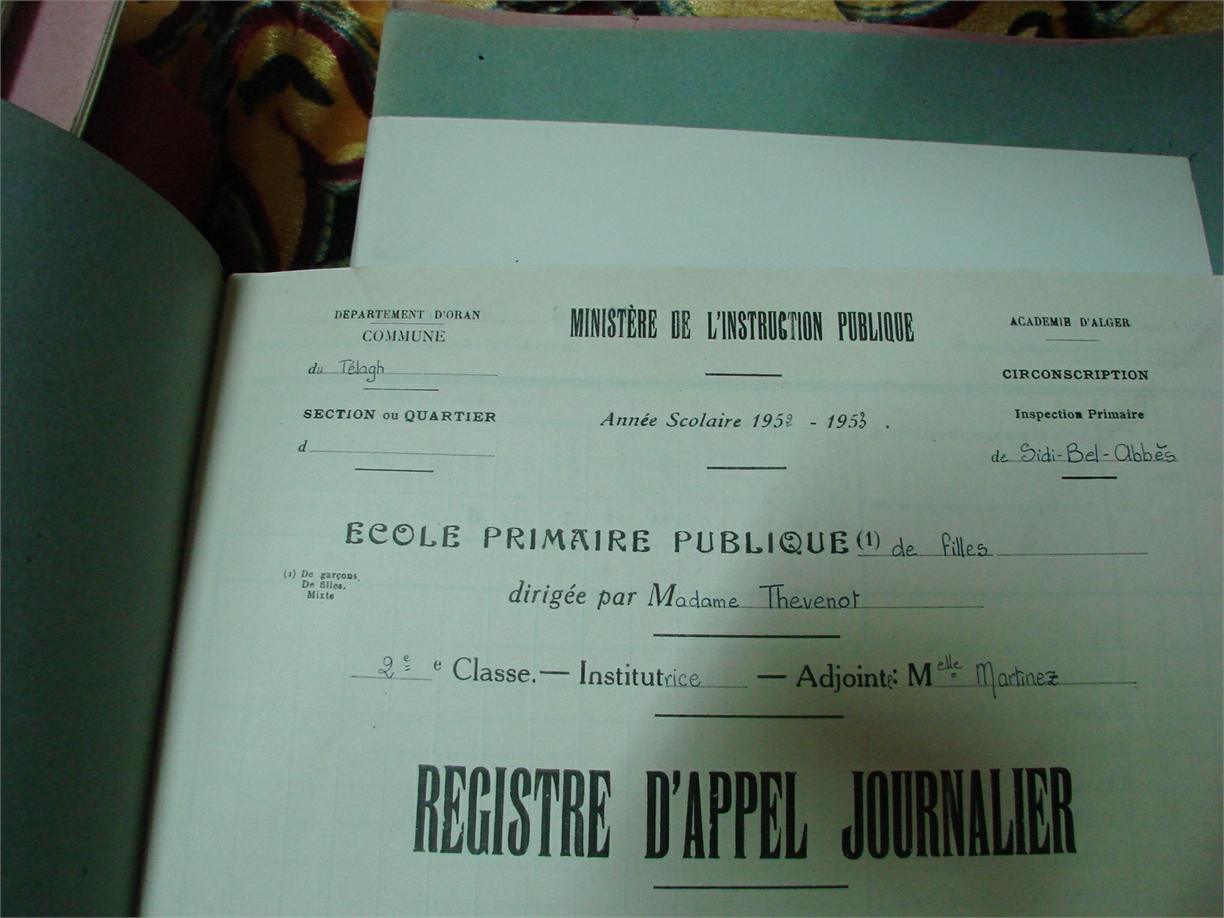 DEPARTEMENT D'ORAN
COMMUNE
du Télagh
SECTION ou QUARTIER
d
MINISTÈRE DE L'INSTRUCTION PUBLIQUE
Année Scolaire 1952 - 1953 .
ACADEMIE D'ALGER
CIRCONSCRIPTION
Inspection Primaire
de Sidi-Bel-Abbès
ECOLE PRIMAIRE PUBLIQUE (1) de filles
(1) De garçons.
De filles.
Mixte
dirigée par Madame Thevenot
2e e Classe. — Institutrice — Adjointe: Melle Martinez
REGISTRE D'APPEL JOURNALIER